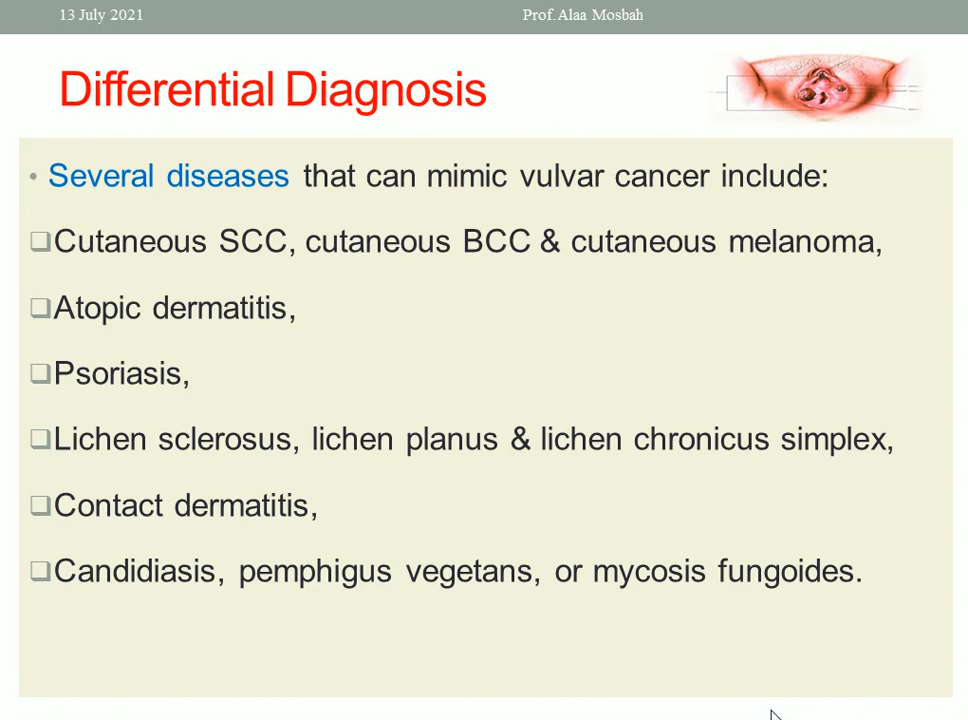 13 July 2021
Prof. Alaa Mosbah
Differential Diagnosis
• Several diseases that can mimic vulvar cancer include:
❑Cutaneous SCC, cutaneous BCC & cutaneous melanoma,
❑Atopic dermatitis,
❑Psoriasis,
❑Lichen sclerosus, lichen planus & lichen chronicus simplex,
❑Contact dermatitis,
❑Candidiasis, pemphigus vegetans, or mycosis fungoides.